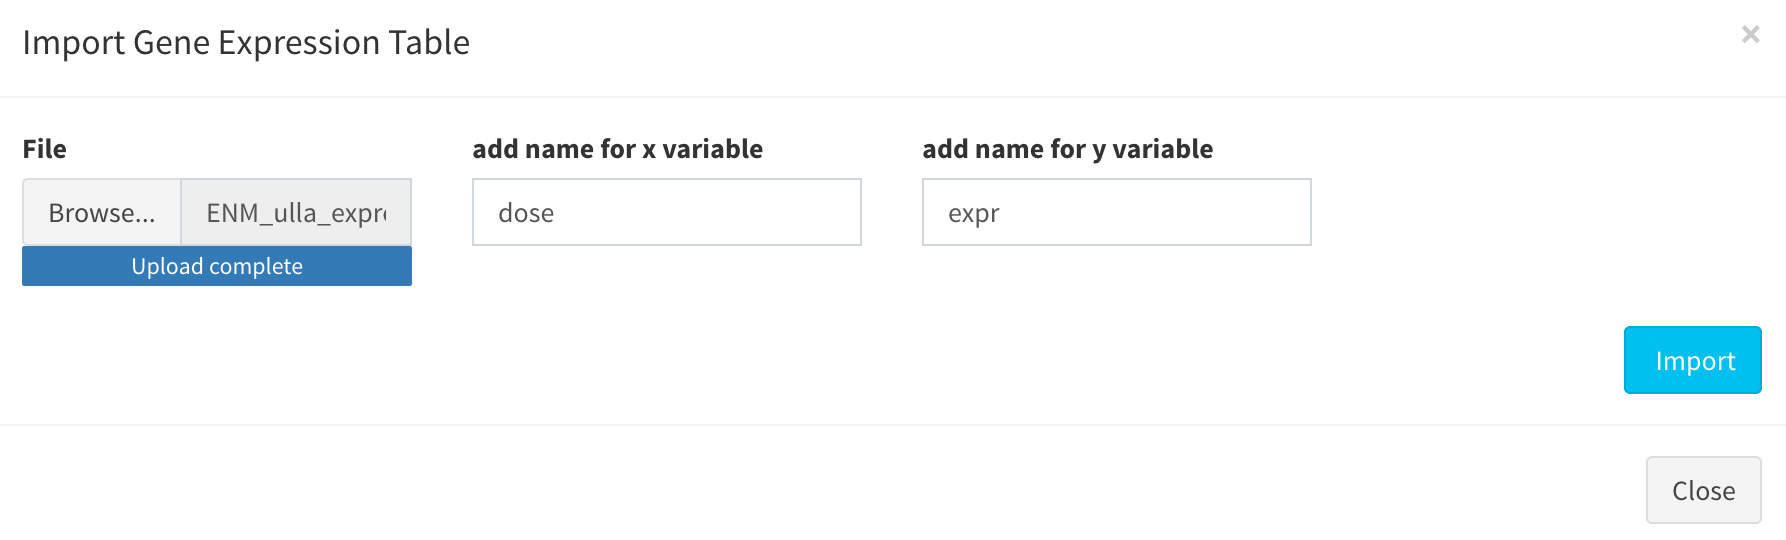 Import Gene Expression Table
×
File
add name for x variable
add name for y variable
Browse...
ENM_ulla_expr
dose
expr
Upload complete
Import
Close